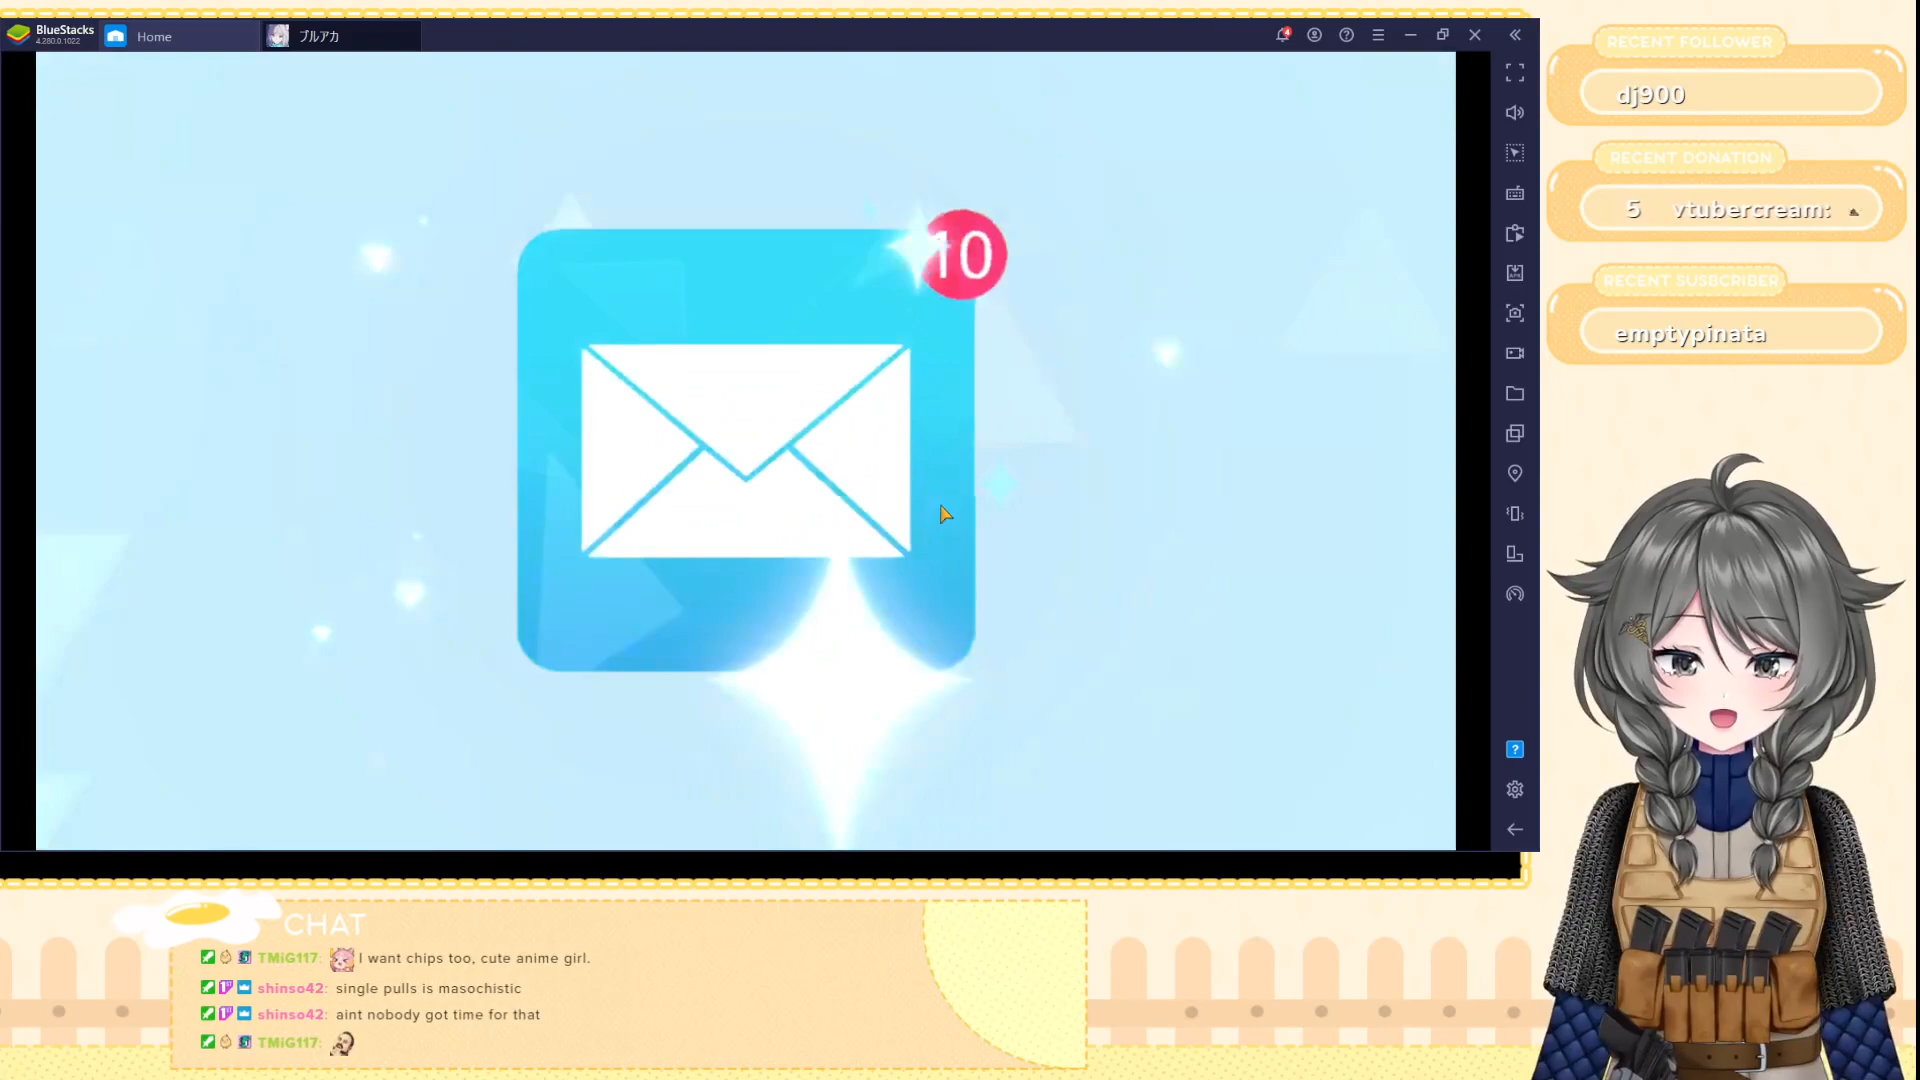 BlueStacks
4.280.0.1022
Home
ブルアカ
4
10
RECENT FOLLOWER
dj900
RECENT DONATION
5 vtubercream:
RECENT SUSBCRIBER
emptypinata
CHAT
TMiG117: I want chips too, cute anime girl.
shinso42: single pulls is masochistic
shinso42: aint nobody got time for that
TMiG117: